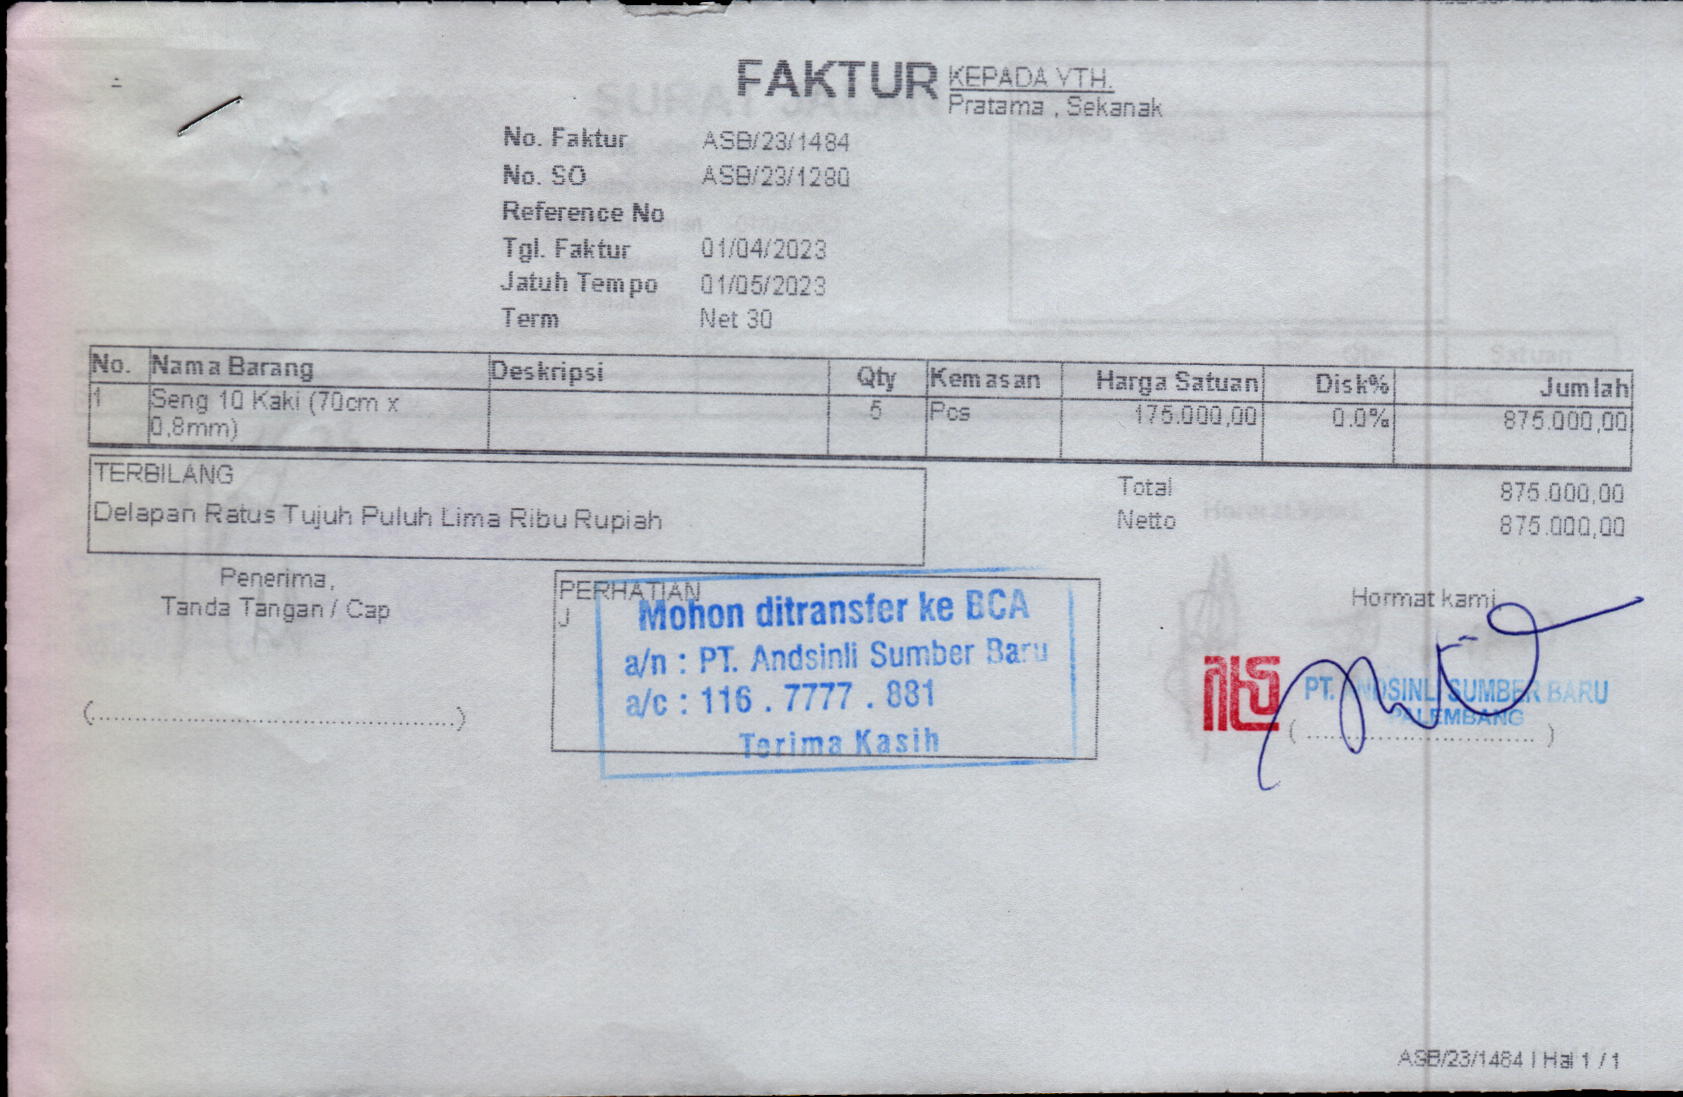 FAKTUR
KEPADA YTH.
Pratama , Sekanak
No. Faktur ASB/23/1484
No. SO ASB/23/1280
Reference No
Tgl. Faktur 01/04/2023
Jatuh Tempo 01/05/2023
Term Net 30
No. Nama Barang Deskripsi Qty Kemasan Harga Satuan Disk% Jumlah
1 Seng 10 Kaki (70cm x 5 Pcs 175.000,00 0.0% 875.000,00
0,8mm)
TERBILANG
Delapan Ratus Tujuh Puluh Lima Ribu Rupiah
Total 875.000,00
Netto 875.000,00
Penerima,
Tanda Tangan / Cap
(.....................................................)
PERHATIAN
J
Mohon ditransfer ke BCA
a/n : PT. Andsinli Sumber Baru
a/c : 116 . 7777 . 881
Terima Kasih
Hormat kami,
PT. ANDSINLI SUMBER BARU
PALEMBANG
( .................................. )
ASB/23/1484 | Hal 1 / 1